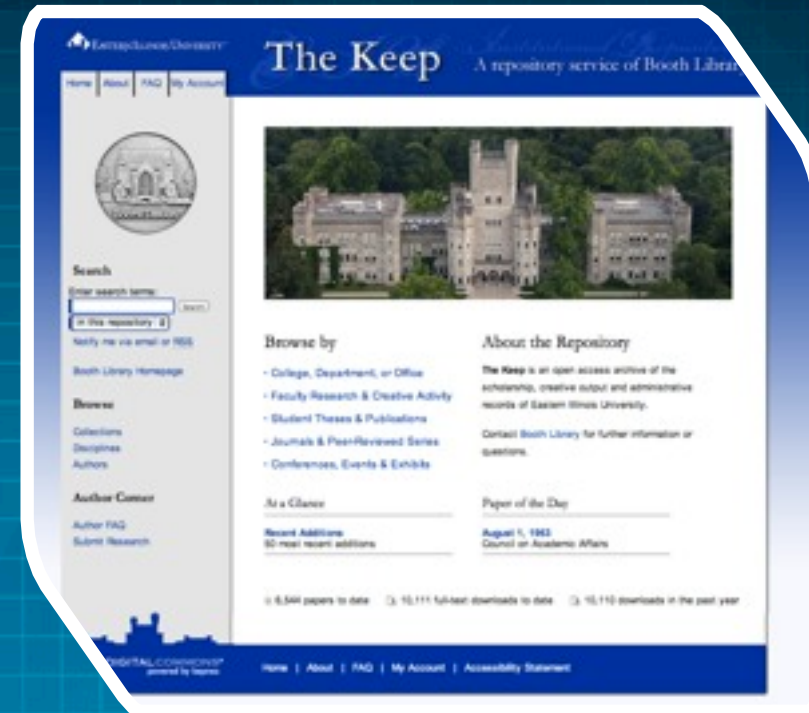 EASTERN ILLINOIS UNIVERSITY
The Keep
A repository service of Booth Library
Home
About
FAQ
My Account
Search
Enter search terms:
Search
in this repository
Notify me via email or RSS
Booth Library Homepage
Browse
Collections
Disciplines
Authors
Author Corner
Author FAQ
Submit Research
Browse by
College, Department, or Office
Faculty Research & Creative Activity
Student Theses & Publications
Journals & Peer-Reviewed Series
Conferences, Events & Exhibits
About the Repository
The Keep is an open access archive of the
scholarship, creative output and administrative
records of Eastern Illinois University.
Contact Booth Library for further information or
questions.
At a Glance
Recent Additions
50 most recent additions
Paper of the Day
August 1, 1963
Council on Academic Affairs
6,544 papers to date
10,111 full-text downloads to date
10,110 downloads in the past year
DIGITAL COMMONS
powered by bepress
Home | About | FAQ | My Account | Accessibility Statement